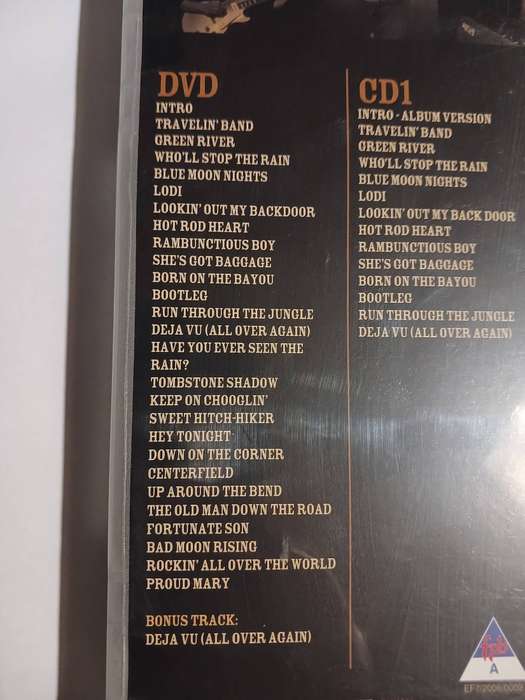 DVD
INTRO
TRAVELIN' BAND
GREEN RIVER
WHO'LL STOP THE RAIN
BLUE MOON NIGHTS
LODI
LOOKIN' OUT MY BACKDOOR
HOT ROD HEART
RAMBUNCTIOUS BOY
SHE'S GOT BAGGAGE
BORN ON THE BAYOU
BOOTLEG
RUN THROUGH THE JUNGLE
DEJA VU (ALL OVER AGAIN)
HAVE YOU EVER SEEN THE
RAIN?
TOMBSTONE SHADOW
KEEP ON CHOOGLIN'
SWEET HITCH-HIKER
HEY TONIGHT
DOWN ON THE CORNER
CENTERFIELD
UP AROUND THE BEND
THE OLD MAN DOWN THE ROAD
FORTUNATE SON
BAD MOON RISING
ROCKIN' ALL OVER THE WORLD
PROUD MARY
BONUS TRACK:
DEJA VU (ALL OVER AGAIN)
CD1
INTRO - ALBUM VERSION
TRAVELIN' BAND
GREEN RIVER
WHO'LL STOP THE RAIN
BLUE MOON NIGHTS
LODI
LOOKIN' OUT MY BACK DOOR
HOT ROD HEART
RAMBUNCTIOUS BOY
SHE'S GOT BAGGAGE
BORN ON THE BAYOU
BOOTLEG
RUN THROUGH THE JUNGLE
DEJA VU (ALL OVER AGAIN)
fpb
A